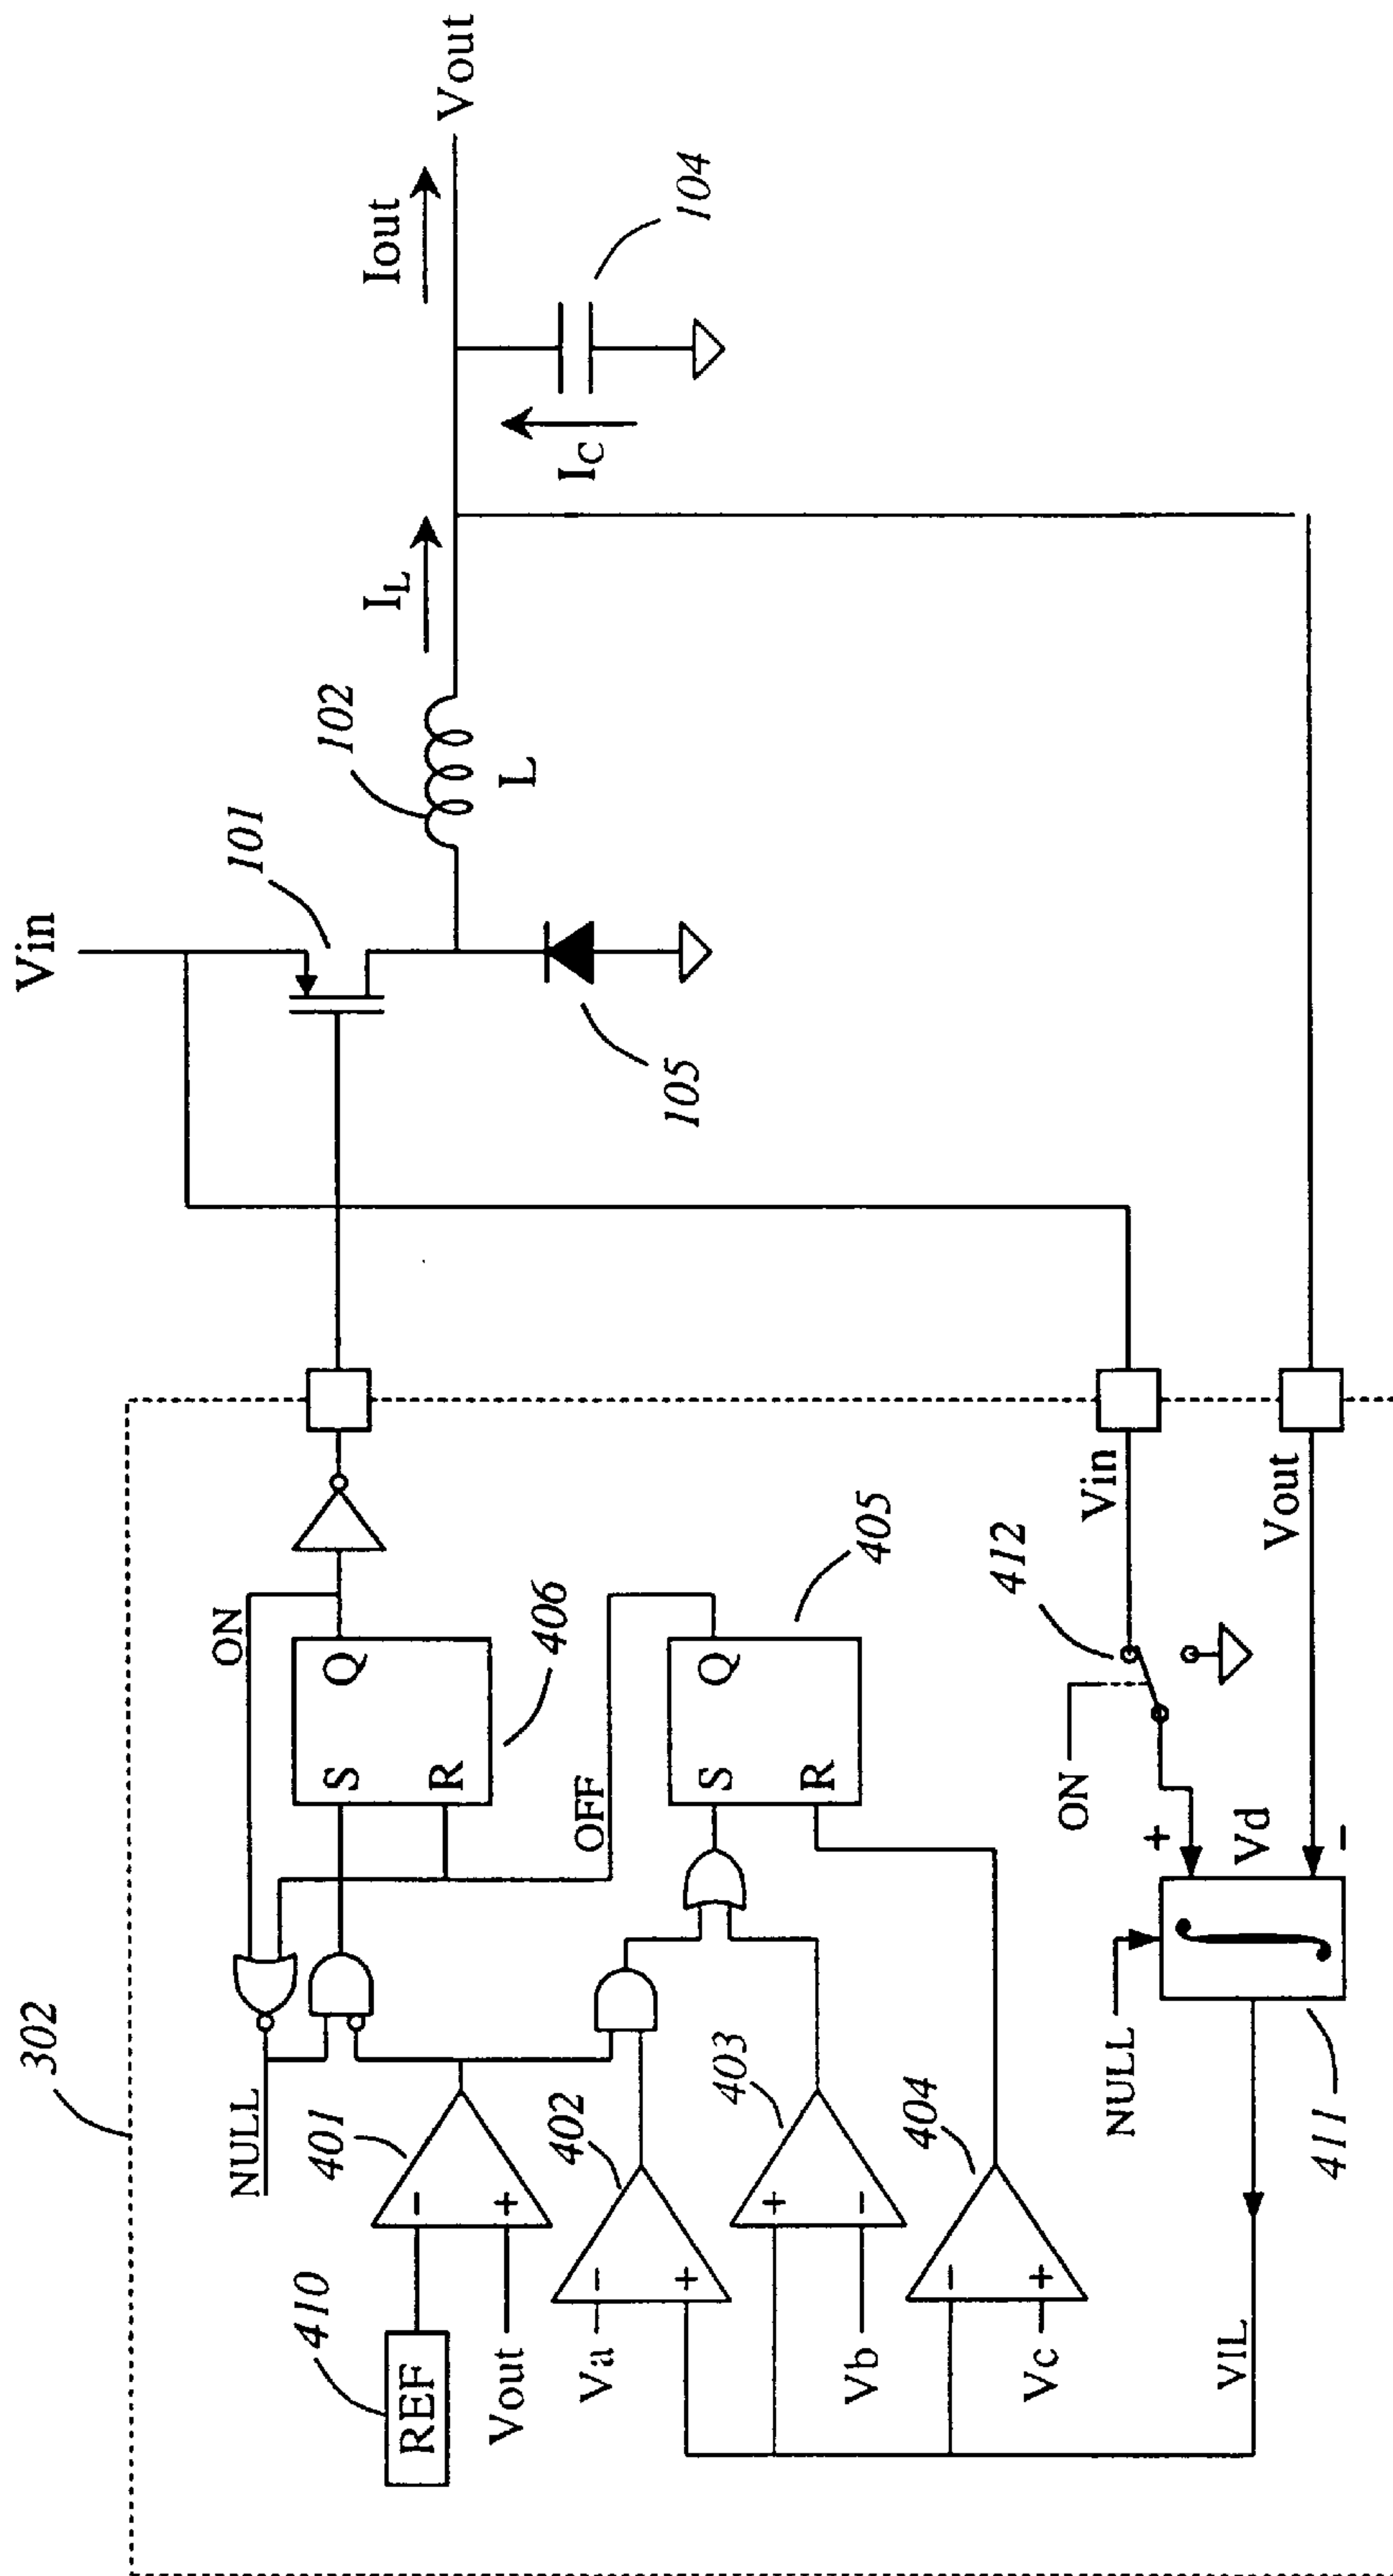 302
Vin
NULL
ON
101
102
IL
Iout
Vout
410
REF
401
-
+
Vout
S
Q
R
406
L
IC
104
402
Va
-
+
OFF
105
403
+
-
Vb
S
Q
R
405
404
-
+
Vc
ON
412
Vin
NULL
+
Vd
-
Vout
VIL
411